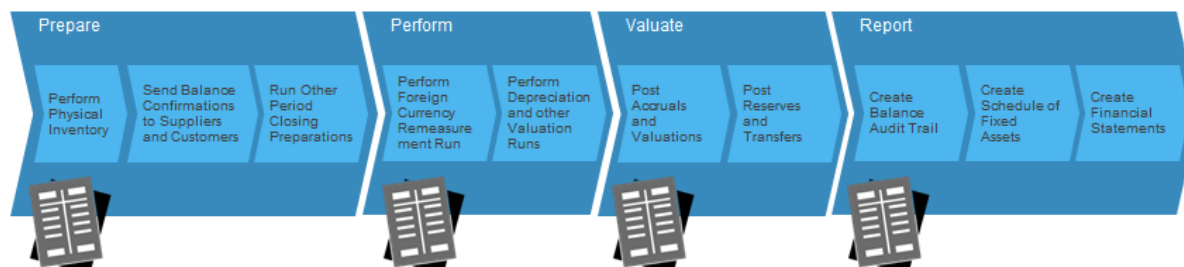 Prepare
Perform
Physical
Inventory
Send Balance
Confirmations
to Suppliers
and Customers
Run Other
Period
Closing
Preparations
Perform
Perform
Foreign
Currency
Remeasure
ment Run
Perform
Depreciation
and other
Valuation
Runs
Valuate
Post
Accruals
and
Valuations
Post
Reserves
and
Transfers
Report
Create
Balance
Audit Trail
Create
Schedule of
Fixed
Assets
Create
Financial
Statements